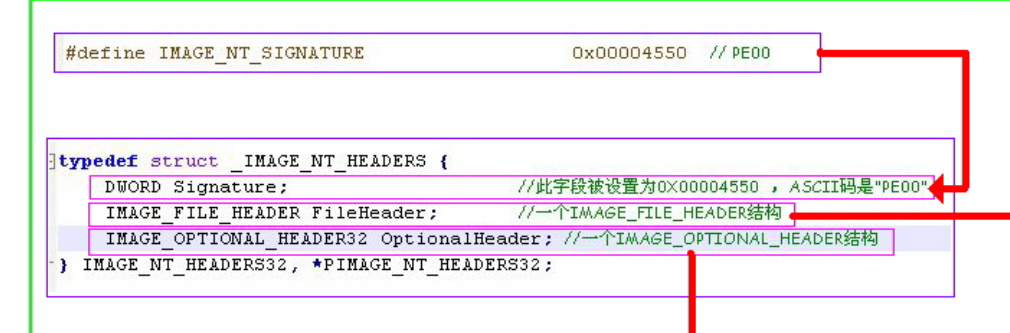 #define IMAGE_NT_SIGNATURE 0x00004550 // PE00
typedef struct _IMAGE_NT_HEADERS {
DWORD Signature; //此字段被设置为0X00004550 , ASCII码是"PE00"
IMAGE_FILE_HEADER FileHeader; //一个IMAGE_FILE_HEADER结构
IMAGE_OPTIONAL_HEADER32 OptionalHeader; //一个IMAGE_OPTIONAL_HEADER结构
} IMAGE_NT_HEADERS32, *PIMAGE_NT_HEADERS32;